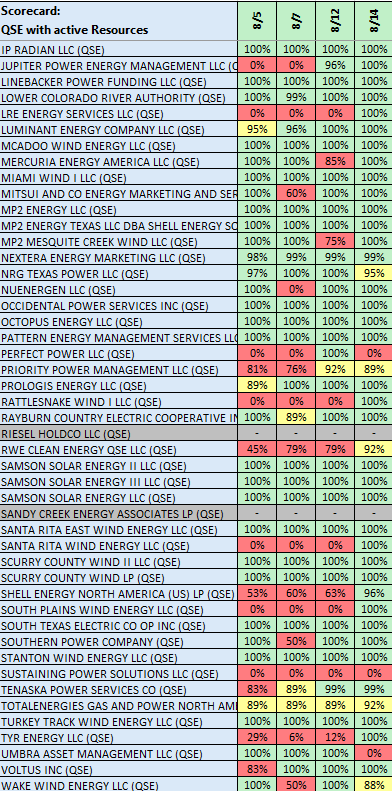 Scorecard:
QSE with active Resources 8/5 8/7 8/12 8/14
IP RADIAN LLC (QSE) 100% 100% 100% 100%
JUPITER POWER ENERGY MANAGEMENT LLC (C 0% 0% 96% 100%
LINEBACKER POWER FUNDING LLC (QSE) 100% 100% 100% 100%
LOWER COLORADO RIVER AUTHORITY (QSE) 100% 99% 100% 100%
LRE ENERGY SERVICES LLC (QSE) 0% 0% 0% 100%
LUMINANT ENERGY COMPANY LLC (QSE) 95% 96% 100% 100%
MCADOO WIND ENERGY LLC (QSE) 100% 100% 100% 100%
MERCURIA ENERGY AMERICA LLC (QSE) 100% 100% 85% 100%
MIAMI WIND I LLC (QSE) 100% 100% 100% 100%
MITSUI AND CO ENERGY MARKETING AND SER 100% 60% 100% 100%
MP2 ENERGY LLC (QSE) 100% 100% 100% 100%
MP2 ENERGY TEXAS LLC DBA SHELL ENERGY SO 100% 100% 100% 100%
MP2 MESQUITE CREEK WIND LLC (QSE) 100% 100% 75% 100%
NEXTERA ENERGY MARKETING LLC (QSE) 98% 99% 99% 99%
NRG TEXAS POWER LLC (QSE) 97% 100% 100% 95%
NUENERGEN LLC (QSE) 100% 0% 100% 100%
OCCIDENTAL POWER SERVICES INC (QSE) 100% 100% 100% 100%
OCTOPUS ENERGY LLC (QSE) 100% 100% 100% 100%
PATTERN ENERGY MANAGEMENT SERVICES LLC 100% 100% 100% 100%
PERFECT POWER LLC (QSE) 0% 0% 100% 0%
PRIORITY POWER MANAGEMENT LLC (QSE) 81% 76% 92% 89%
PROLOGIS ENERGY LLC (QSE) 89% 100% 100% 100%
RATTLESNAKE WIND I LLC (QSE) 0% 0% 0% 100%
RAYBURN COUNTRY ELECTRIC COOPERATIVE IN 100% 89% 100% 100%
RIESEL HOLDCO LLC (QSE) - - - -
RWE CLEAN ENERGY QSE LLC (QSE) 45% 79% 79% 92%
SAMSON SOLAR ENERGY II LLC (QSE) 100% 100% 100% 100%
SAMSON SOLAR ENERGY III LLC (QSE) 100% 100% 100% 100%
SAMSON SOLAR ENERGY LLC (QSE) 100% 100% 100% 100%
SANDY CREEK ENERGY ASSOCIATES LP (QSE) - - - -
SANTA RITA EAST WIND ENERGY LLC (QSE) 100% 100% 100% 100%
SANTA RITA WIND ENERGY LLC (QSE) 0% 0% 0% 100%
SCURRY COUNTY WIND II LLC (QSE) 100% 100% 100% 100%
SCURRY COUNTY WIND LP (QSE) 100% 100% 100% 100%
SHELL ENERGY NORTH AMERICA (US) LP (QSE) 53% 60% 63% 96%
SOUTH PLAINS WIND ENERGY LLC (QSE) 0% 0% 0% 100%
SOUTH TEXAS ELECTRIC CO OP INC (QSE) 100% 100% 100% 100%
SOUTHERN POWER COMPANY (QSE) 100% 50% 100% 100%
STANTON WIND ENERGY LLC (QSE) 100% 100% 100% 100%
SUSTAINING POWER SOLUTIONS LLC (QSE) 0% 0% 0% 0%
TENASKA POWER SERVICES CO (QSE) 83% 89% 99% 99%
TOTALENERGIES GAS AND POWER NORTH AM 89% 89% 89% 92%
TURKEY TRACK WIND ENERGY LLC (QSE) 100% 100% 100% 100%
TYR ENERGY LLC (QSE) 29% 6% 12% 100%
UMBRA ASSET MANAGEMENT LLC (QSE) 100% 100% 100% 0%
VOLTUS INC (QSE) 83% 100% 100% 100%
WAKE WIND ENERGY LLC (QSE) 100% 50% 100% 88%